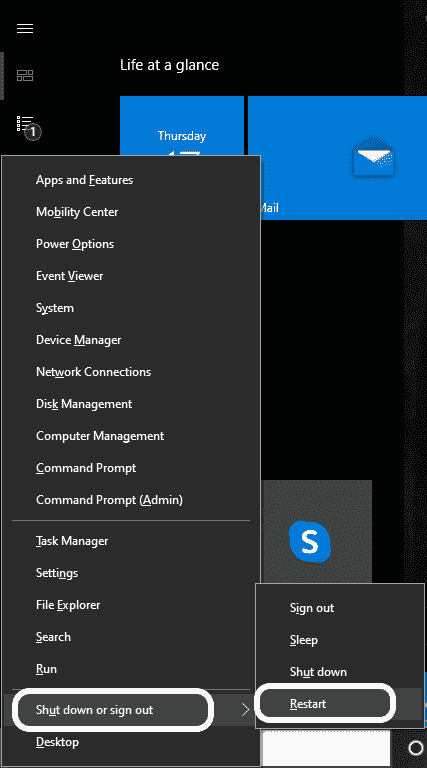 Life at a glance
1
Thursday
Mail
Apps and Features
Mobility Center
Power Options
Event Viewer
System
Device Manager
Network Connections
Disk Management
Computer Management
Command Prompt
Command Prompt (Admin)
Task Manager
Settings
File Explorer
Search
Run
Shut down or sign out
Desktop
Sign out
Sleep
Shut down
Restart